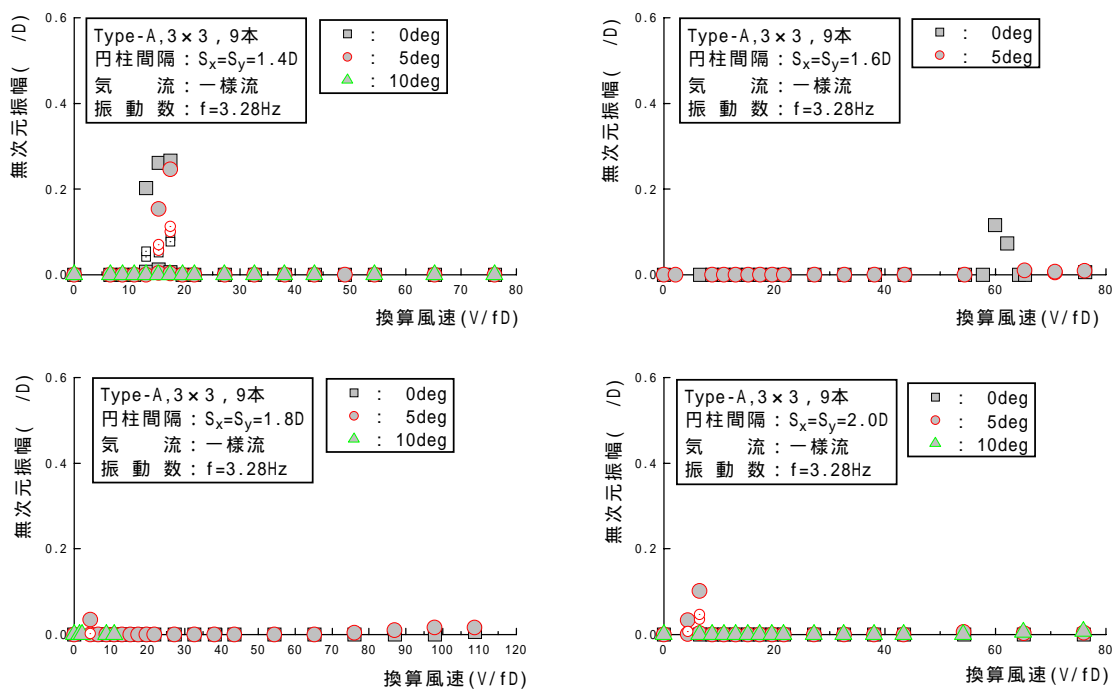 無次元振幅( /D)
0.6
0.4
0.2
0.0
Type-A,3×3，9本
円柱間隔：Sx=Sy=1.4D
気　　流：一様流
振 動 数：f=3.28Hz
: 0deg
: 5deg
: 10deg
0 10 20 30 40 50 60 70 80
換算風速(V/fD)
無次元振幅( /D)
0.6
0.4
0.2
0.0
Type-A,3×3，9本
円柱間隔：Sx=Sy=1.6D
気　　流：一様流
振 動 数：f=3.28Hz
: 0deg
: 5deg
0 20 40 60 80
換算風速(V/fD)
無次元振幅( /D)
0.6
0.4
0.2
0.0
Type-A,3×3，9本
円柱間隔：Sx=Sy=1.8D
気　　流：一様流
振 動 数：f=3.28Hz
: 0deg
: 5deg
: 10deg
0 10 20 30 40 50 60 70 80 90 100 110 120
換算風速(V/fD)
無次元振幅( /D)
0.6
0.4
0.2
0.0
Type-A,3×3，9本
円柱間隔：Sx=Sy=2.0D
気　　流：一様流
振 動 数：f=3.28Hz
: 0deg
: 5deg
: 10deg
0 20 40 60 80
換算風速(V/fD)